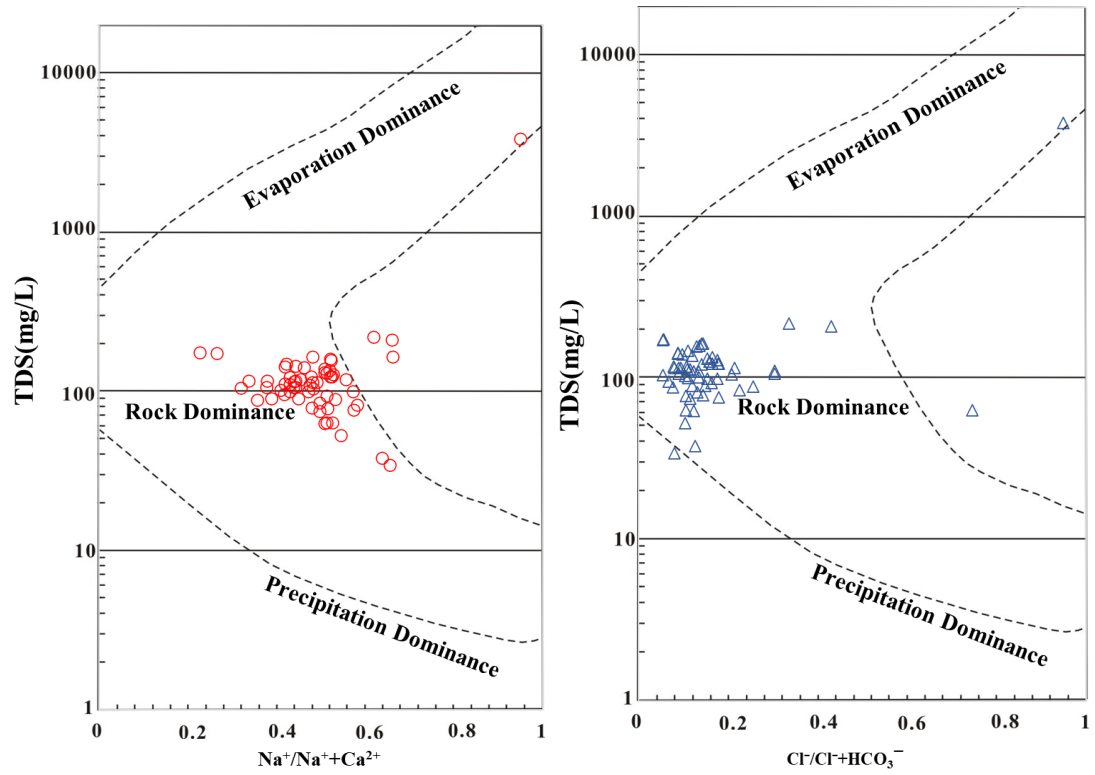 10000
1000
100
10
1
TDS(mg/L)
Evaporation Dominance
Rock Dominance
Precipitation Dominance
0 0.2 0.4 0.6 0.8 1
Na⁺/Na⁺+Ca²⁺
10000
1000
100
10
1
TDS(mg/L)
Evaporation Dominance
Rock Dominance
Precipitation Dominance
0 0.2 0.4 0.6 0.8 1
Cl⁻/Cl⁻+HCO₃⁻